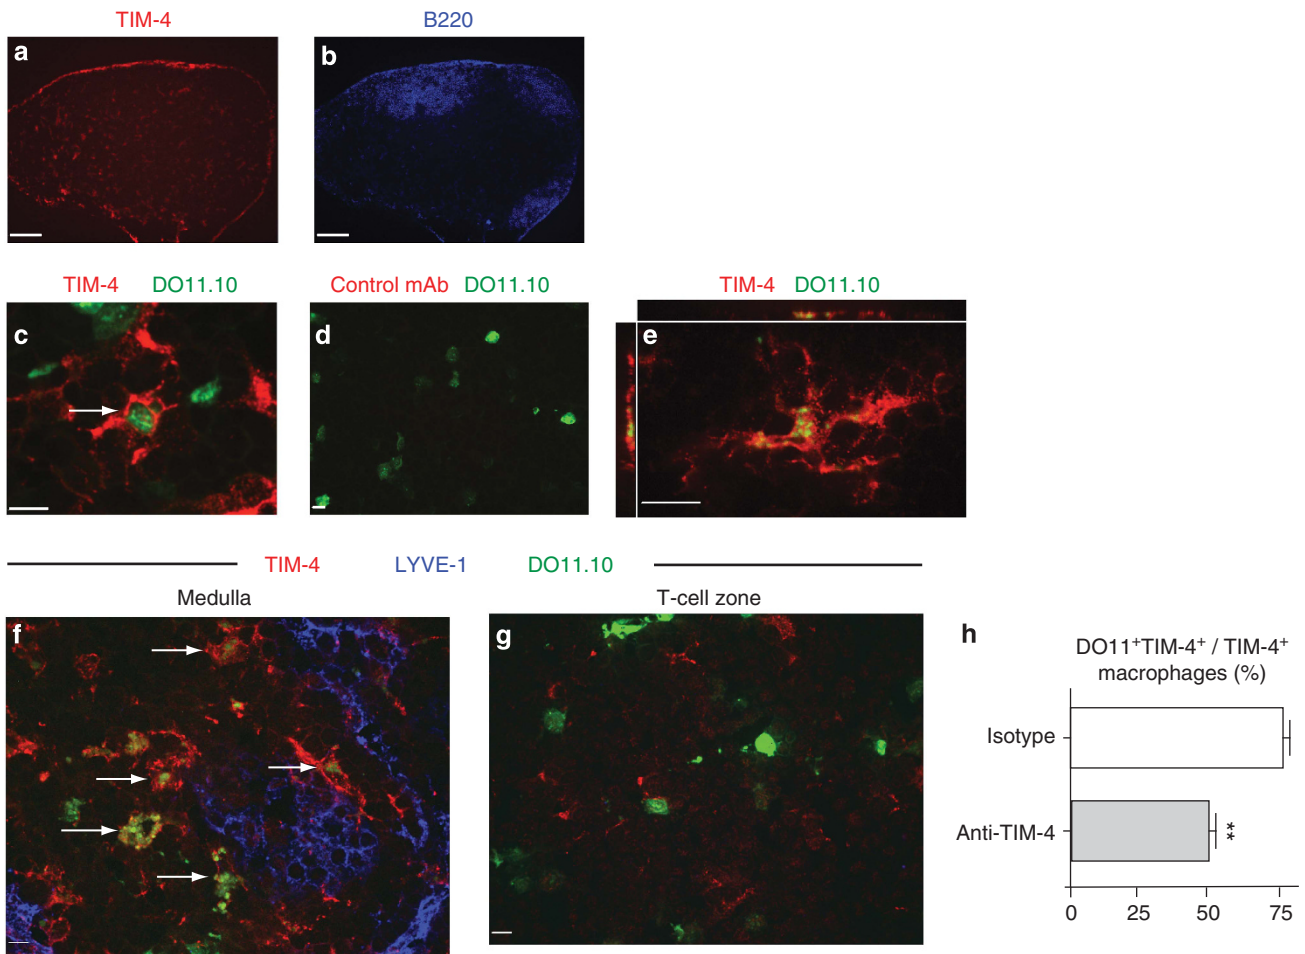 TIM-4
B220
a
b
TIM-4 DO11.10
Control mAb DO11.10
TIM-4 DO11.10
c
d
e
TIM-4 LYVE-1 DO11.10
Medulla
T-cell zone
f
g
h
DO11⁺TIM-4⁺ / TIM-4⁺
macrophages (%)
Isotype
Anti-TIM-4
**
0 25 50 75